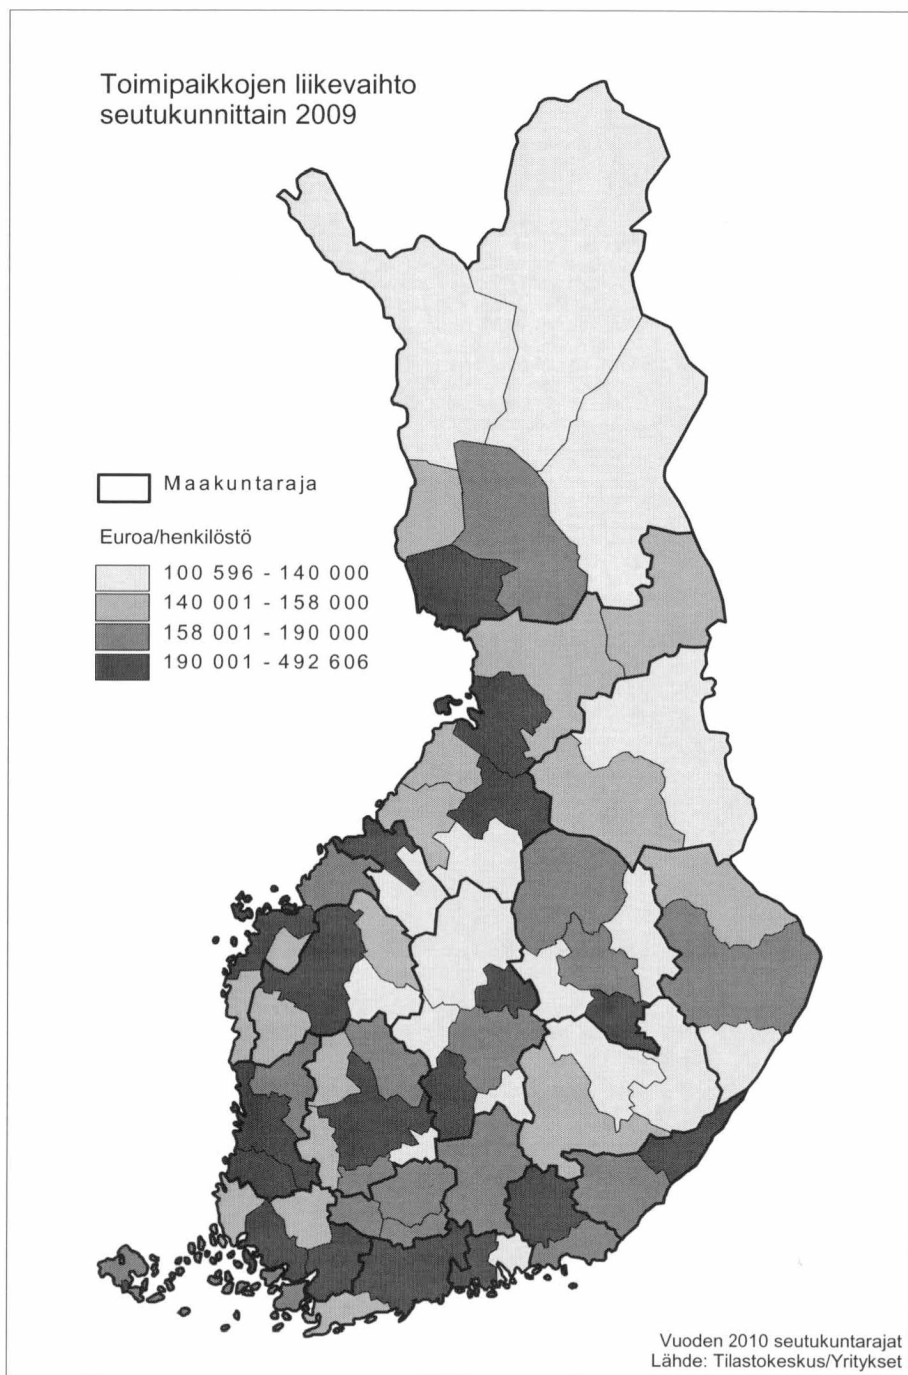 Toimipaikkojen liikevaihto
seutukunnittain 2009
Maakuntaraja
Euroa/henkilöstö
100 596 - 140 000
140 001 - 158 000
158 001 - 190 000
190 001 - 492 606
Vuoden 2010 seutukuntarajat
Lähde: Tilastokeskus/Yritykset